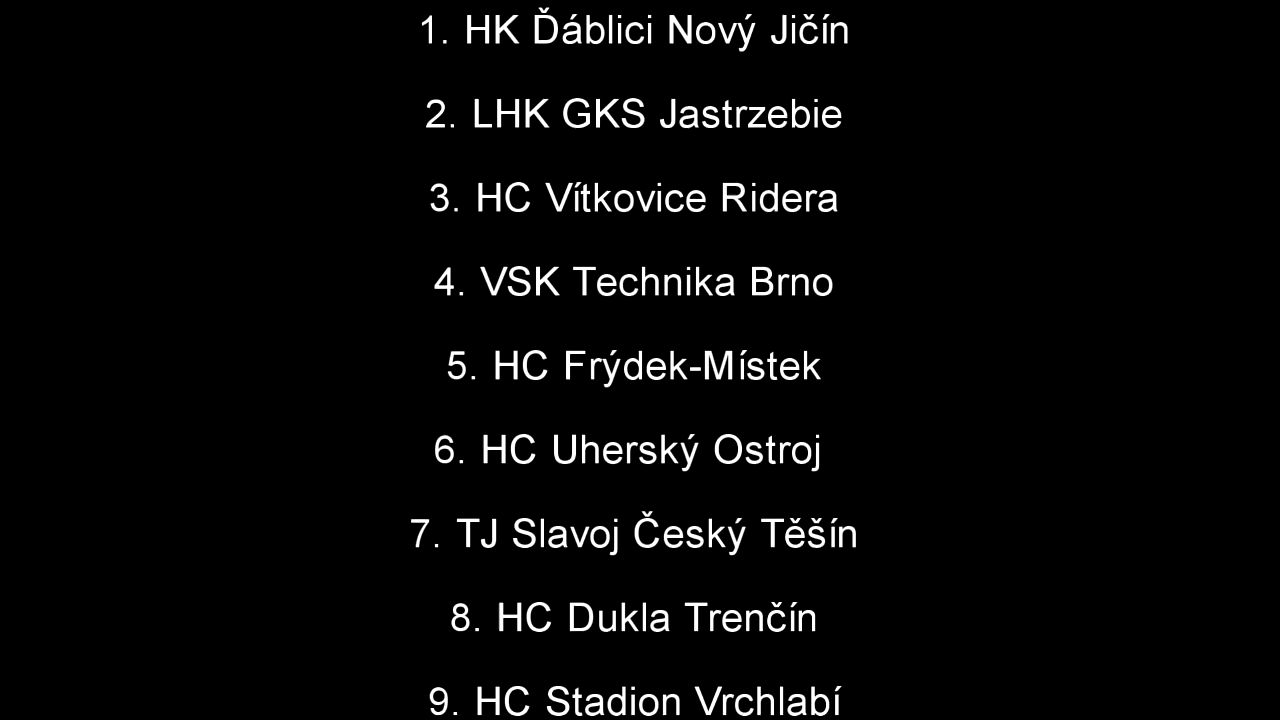 1. HK Ďáblici Nový Jičín
2. LHK GKS Jastrzebie
3. HC Vítkovice Ridera
4. VSK Technika Brno
5. HC Frýdek-Místek
6. HC Uherský Ostroj
7. TJ Slavoj Český Těšín
8. HC Dukla Trenčín
9. HC Stadion Vrchlabí